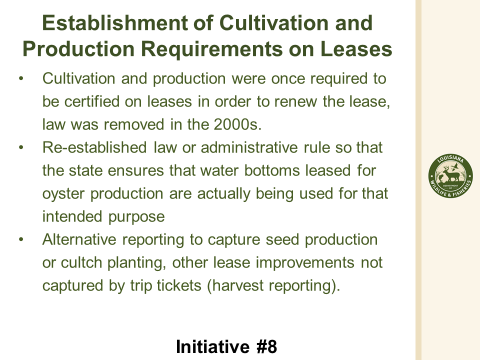 Establishment of Cultivation and
Production Requirements on Leases
• Cultivation and production were once required to
be certified on leases in order to renew the lease,
law was removed in the 2000s.
• Re-established law or administrative rule so that
the state ensures that water bottoms leased for
oyster production are actually being used for that
intended purpose
• Alternative reporting to capture seed production
or cultch planting, other lease improvements not
captured by trip tickets (harvest reporting).
LOUISIANA
WILDLIFE & FISHERIES
Initiative #8